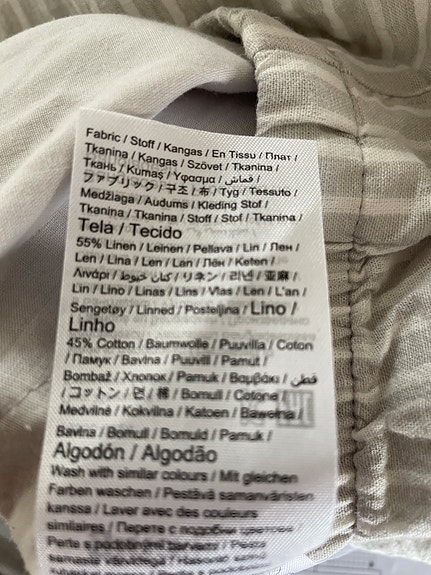 Fabric / Stoff / Kangas / En Tissu / Плат /
Tkanina / Kangas / Szövet / Tkanina /
Ткань / Kumaş / Ύφασμα / قماش /
ファブリック / 구조 / 布 / Tyg / Tessuto /
Medžiaga / Audums / Kleding Stof /
Tkanina / Tkanina / Stoff / Stof / Tkanina /
Tela / Tecido
55% Linen / Leinen / Pellava / Lin / Лен /
Len / Lina / Len / Lan / Лён / Keten /
Λινάρι / كتان خيوط / リネン / 리넨 / 亚麻 /
Lin / Lino / Linas / Lins / Vlas / Len / L'an /
Sengetøy / Linned / Posteljina / Lino /
Linho
45% Cotton / Baumwolle / Puuvilla / Coton
/ Памук / Bavlna / Puuvill / Pamut /
Bombaž / Хлопок / Pamuk / Βαμβάκι / قطن
/ コットン / 면 / 棉 / Bomull / Cotone /
Medvilnė / Kokvilna / Katoen / Bawełna /
Bavlna / Bomull / Bomuld / Pamuk /
Algodón / Algodão
Wash with similar colours / Mit gleichen
Farben waschen / Pestävä samanväristen
kanssa / Laver avec des couleurs
similaires / Перете с подобни цветове /
Perte s podobnými barvami / Peske